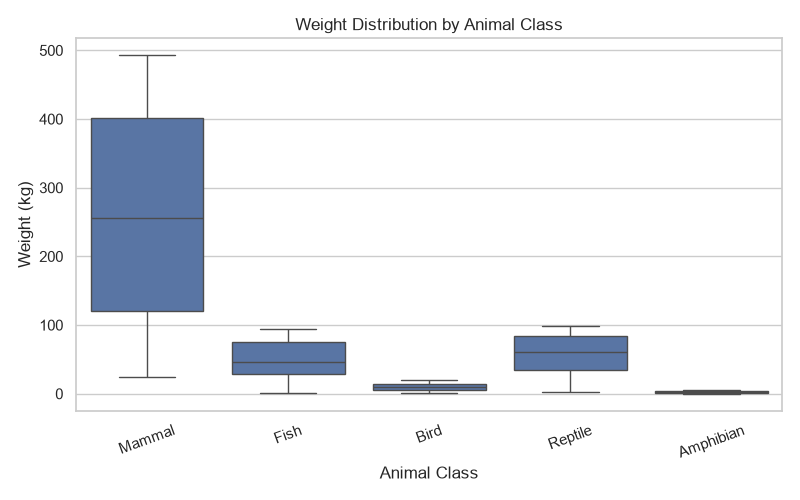 Weight Distribution by Animal Class
Weight (kg)
500
400
300
200
100
0
Mammal
Fish
Bird
Reptile
Amphibian
Animal Class